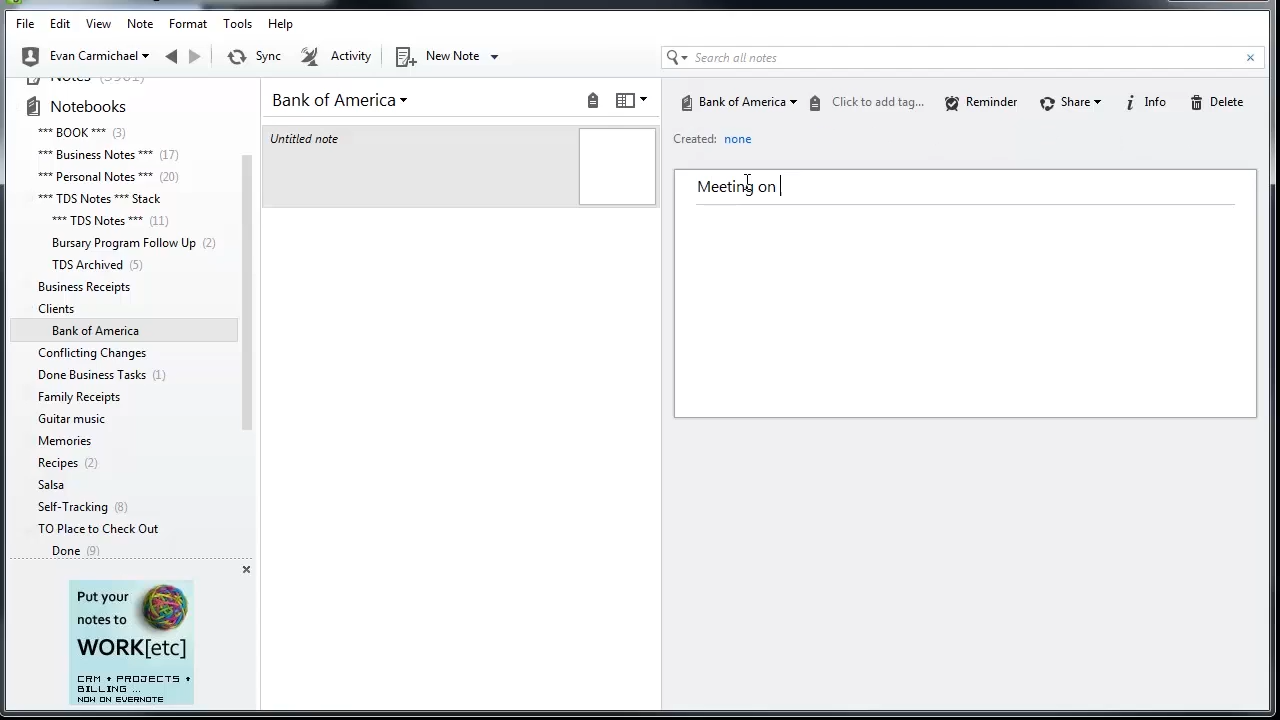 File Edit View Note Format Tools Help
Evan Carmichael Sync Activity New Note Search all notes
Notes (3961)
Notebooks
*** BOOK *** (3)
*** Business Notes *** (17)
*** Personal Notes *** (20)
*** TDS Notes *** Stack
*** TDS Notes *** (11)
Bursary Program Follow Up (2)
TDS Archived (5)
Business Receipts
Clients
Bank of America
Conflicting Changes
Done Business Tasks (1)
Family Receipts
Guitar music
Memories
Recipes (2)
Salsa
Self-Tracking (8)
TO Place to Check Out
Done (9)
Put your
notes to
WORK[etc]
CRM + PROJECTS +
BILLING ...
NOW ON EVERNOTE
Bank of America
Untitled note
Bank of America Click to add tag... Reminder Share Info Delete
Created: none
Meeting on